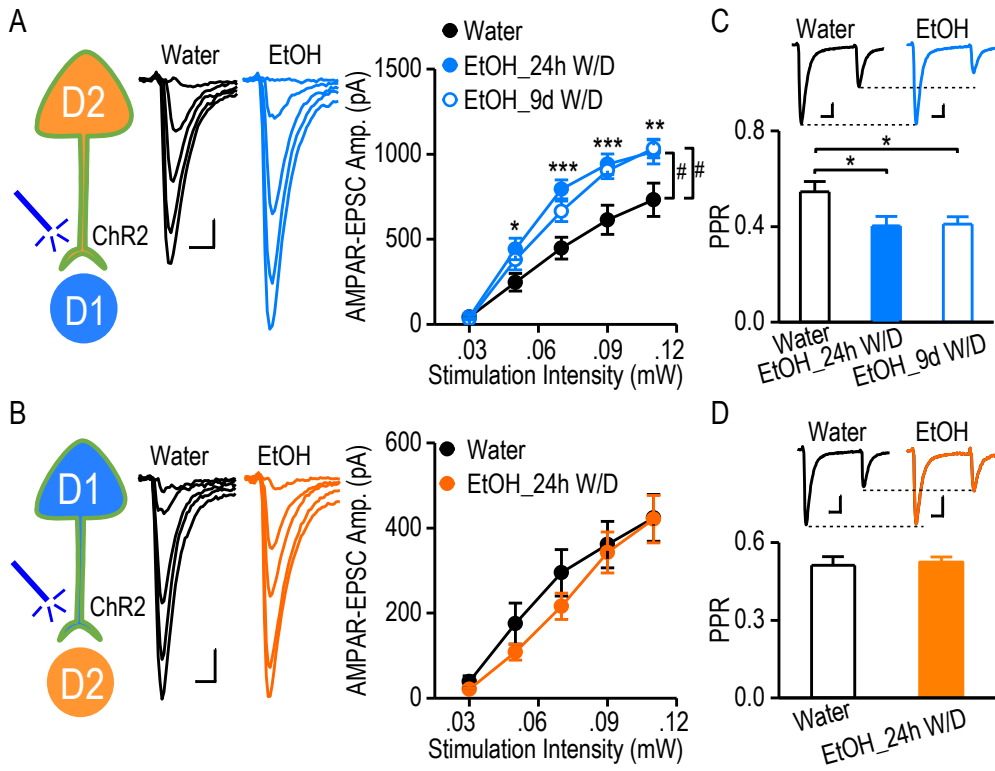 A
Water
EtOH
D2
ChR2
D1
Water
EtOH_24h W/D
EtOH_9d W/D
AMPAR-EPSC Amp. (pA)
1500
1000
500
0
*
***
***
**
#
#
.03
.06
.09
.12
Stimulation Intensity (mW)
C
Water
EtOH
PPR
0.8
0.4
0.0
*
*
Water
EtOH_24h W/D
EtOH_9d W/D
B
Water
EtOH
D1
ChR2
D2
Water
EtOH_24h W/D
AMPAR-EPSC Amp. (pA)
600
400
200
0
.03
.06
.09
.12
Stimulation Intensity (mW)
D
Water
EtOH
PPR
0.6
0.3
0.0
Water
EtOH_24h W/D